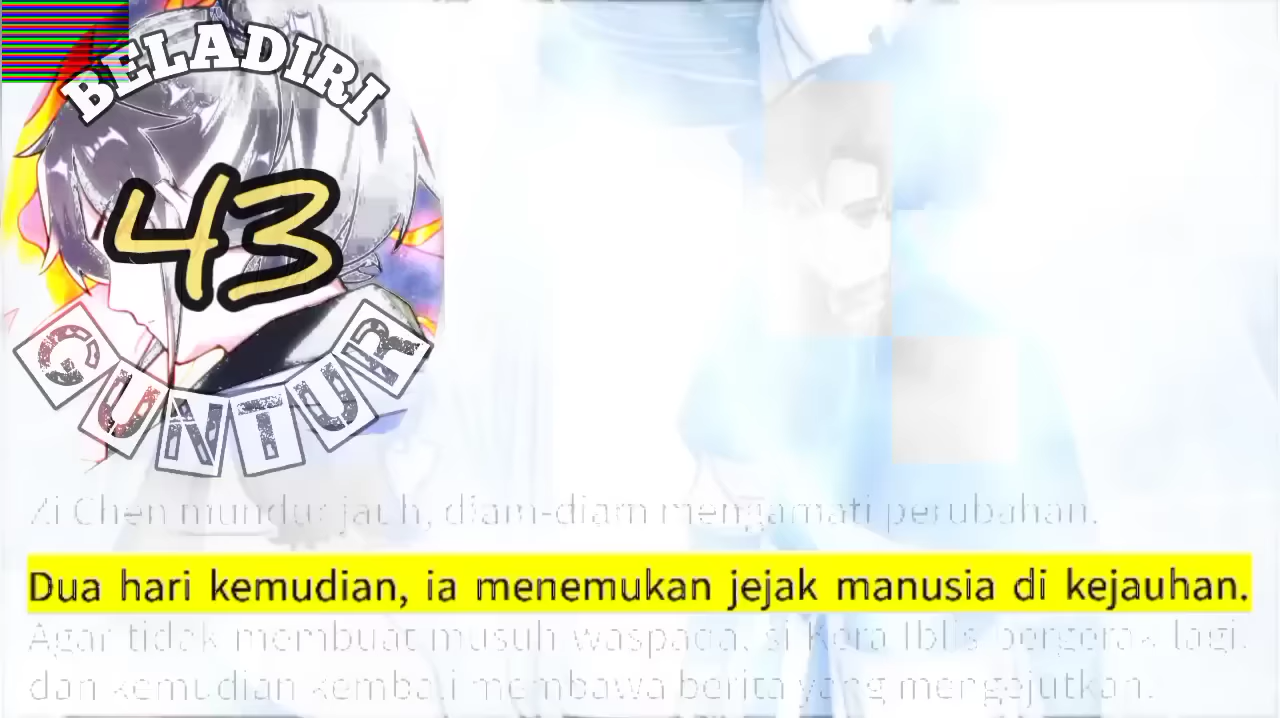 BELADIRI
43
GUNTUR
Zi Chen mundur jauh, diam-diam mengamati perubahan.
Dua hari kemudian, ia menemukan jejak manusia di kejauhan.
Agar tidak membuat musuh waspada, si Kera Iblis bergerak lagi,
dan kemudian kembali membawa berita yang mengejutkan.